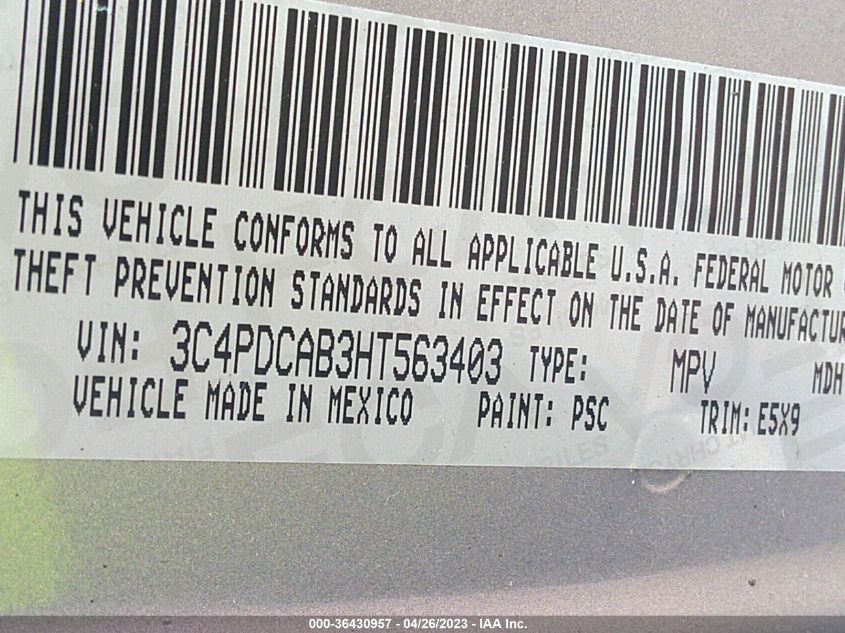 THIS VEHICLE CONFORMS TO ALL APPLICABLE U.S.A. FEDERAL MOTOR
THEFT PREVENTION STANDARDS IN EFFECT ON THE DATE OF MANUFACTUR
VIN: 3C4PDCAB3HT563403 TYPE: MPV MDH
VEHICLE MADE IN MEXICO PAINT: PSC TRIM: E5X9
000-36430957 - 04/26/2023 - IAA Inc.